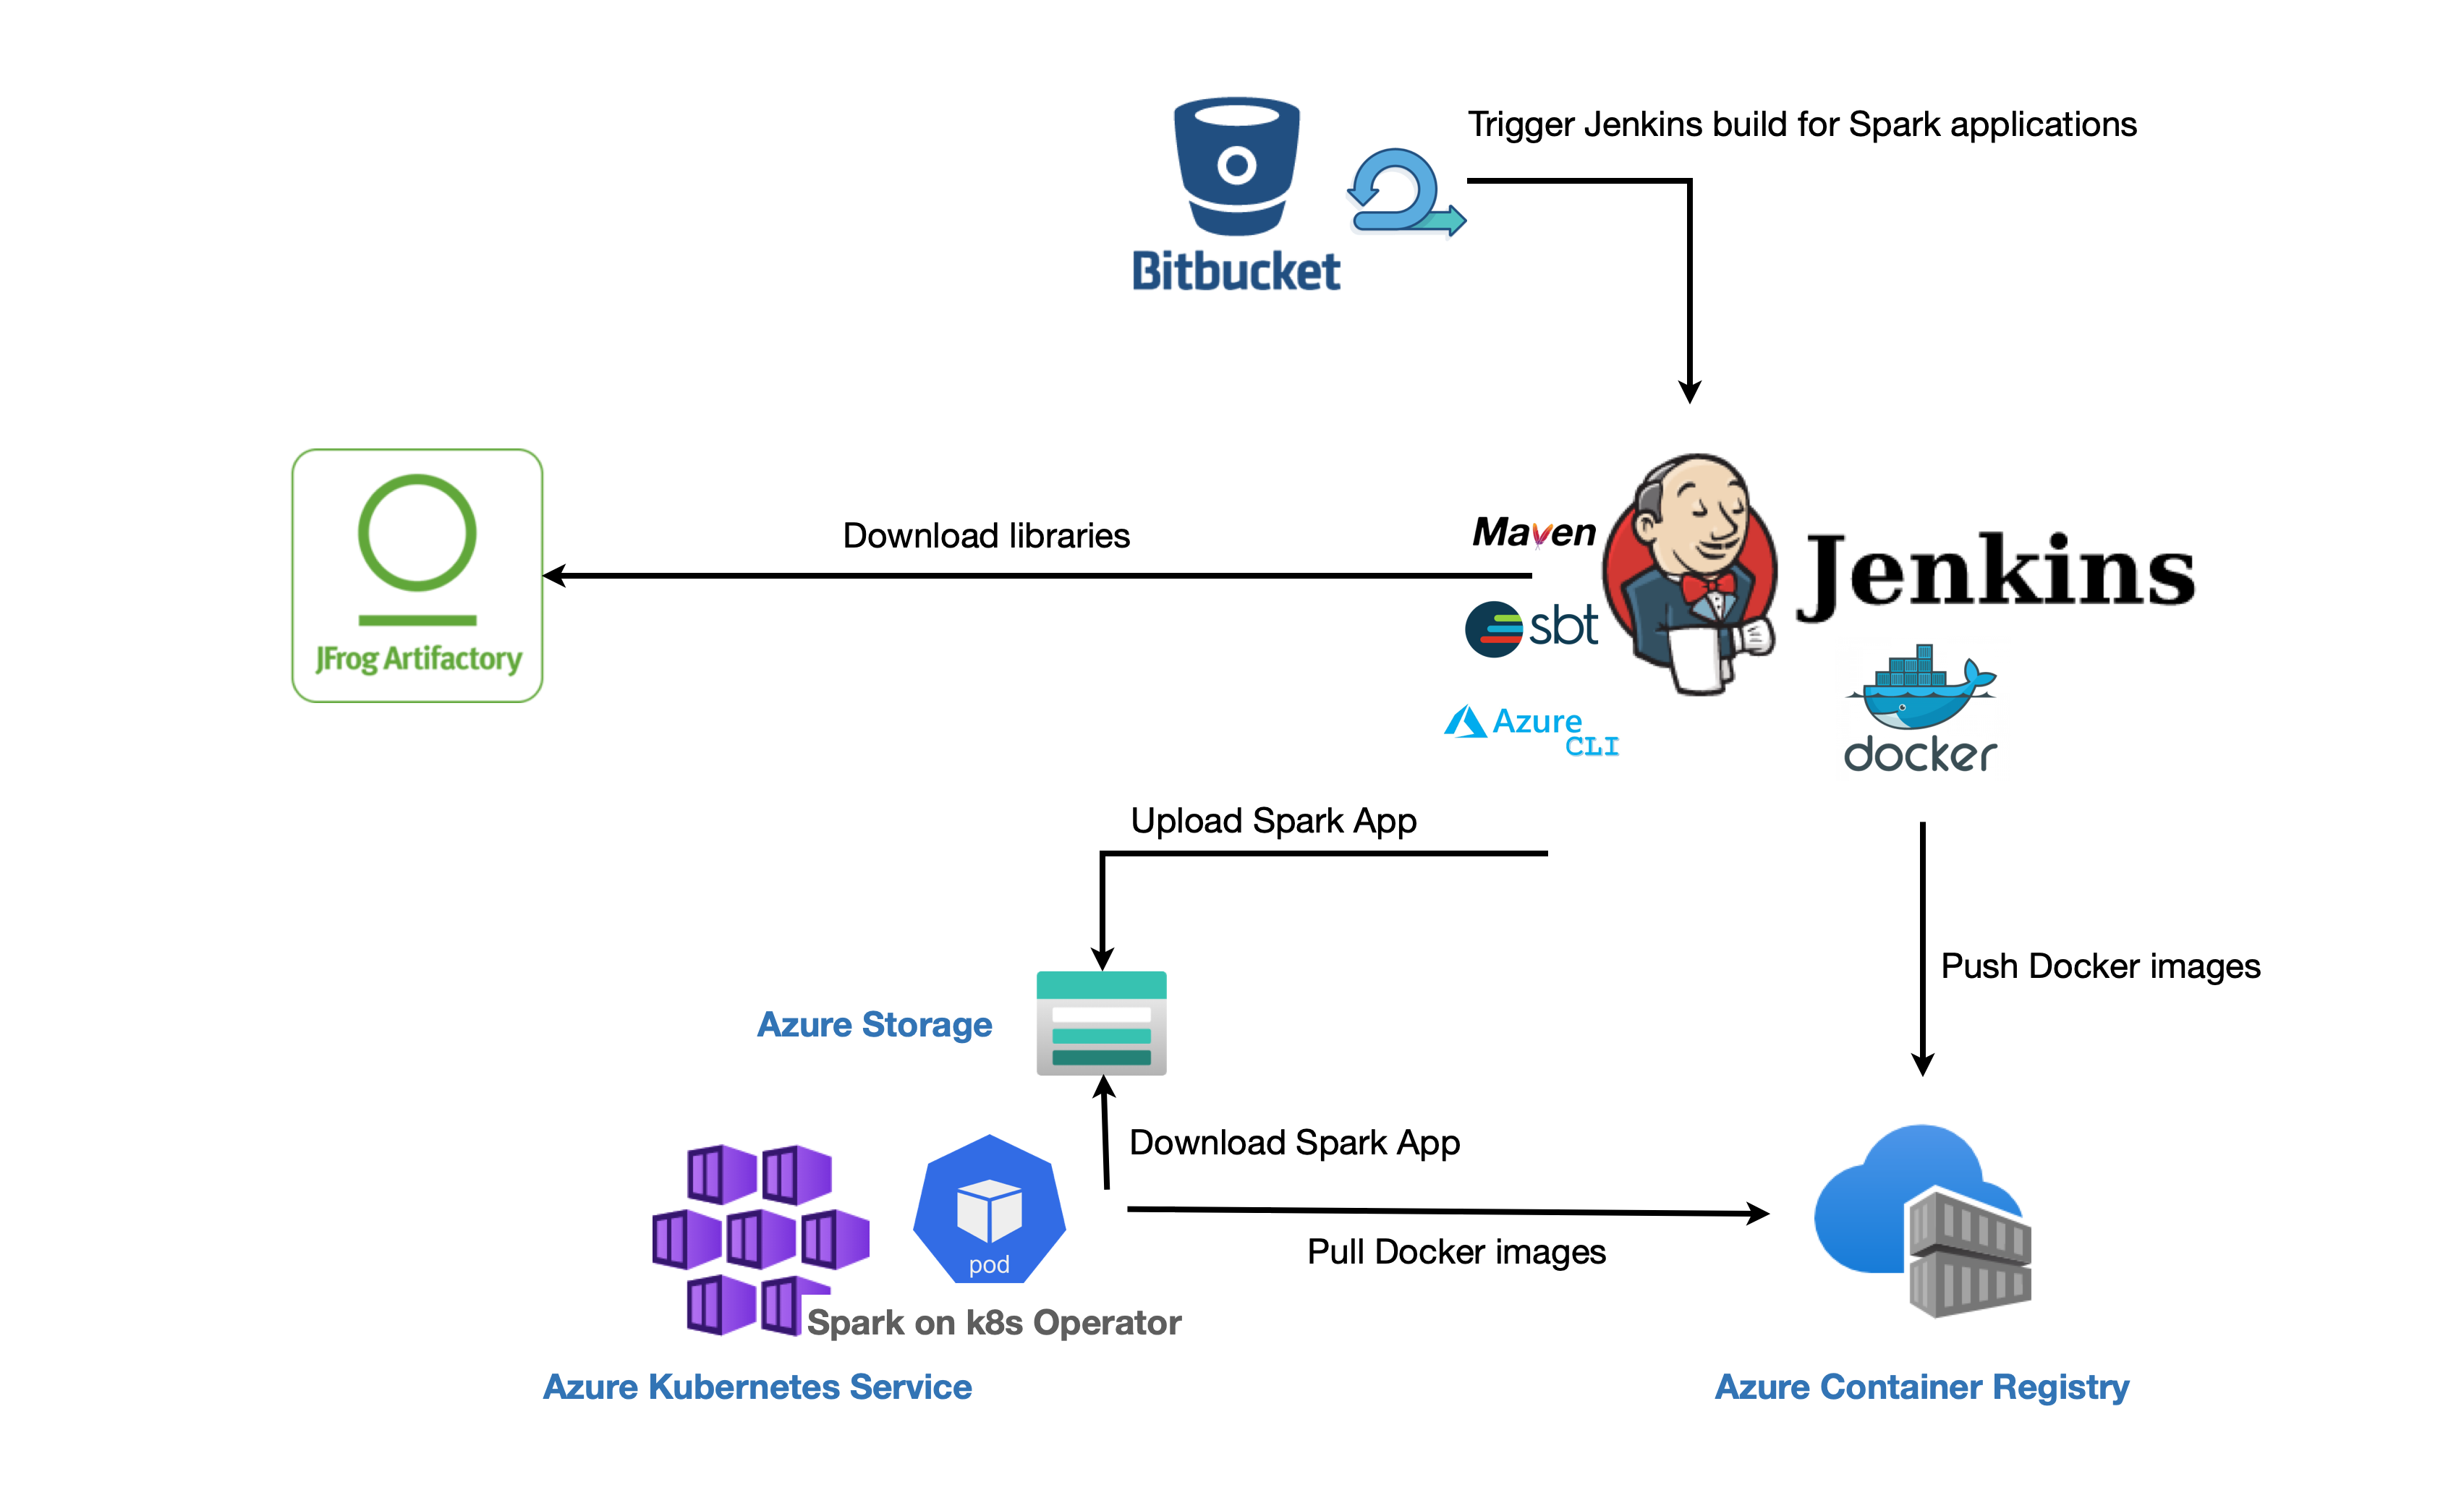 Trigger Jenkins build for Spark applications
Bitbucket
Download libraries
Maven
Jenkins
sbt
JFrog Artifactory
Azure
CLI
docker
Upload Spark App
Push Docker images
Azure Storage
Download Spark App
Pull Docker images
pod
Spark on k8s Operator
Azure Kubernetes Service
Azure Container Registry